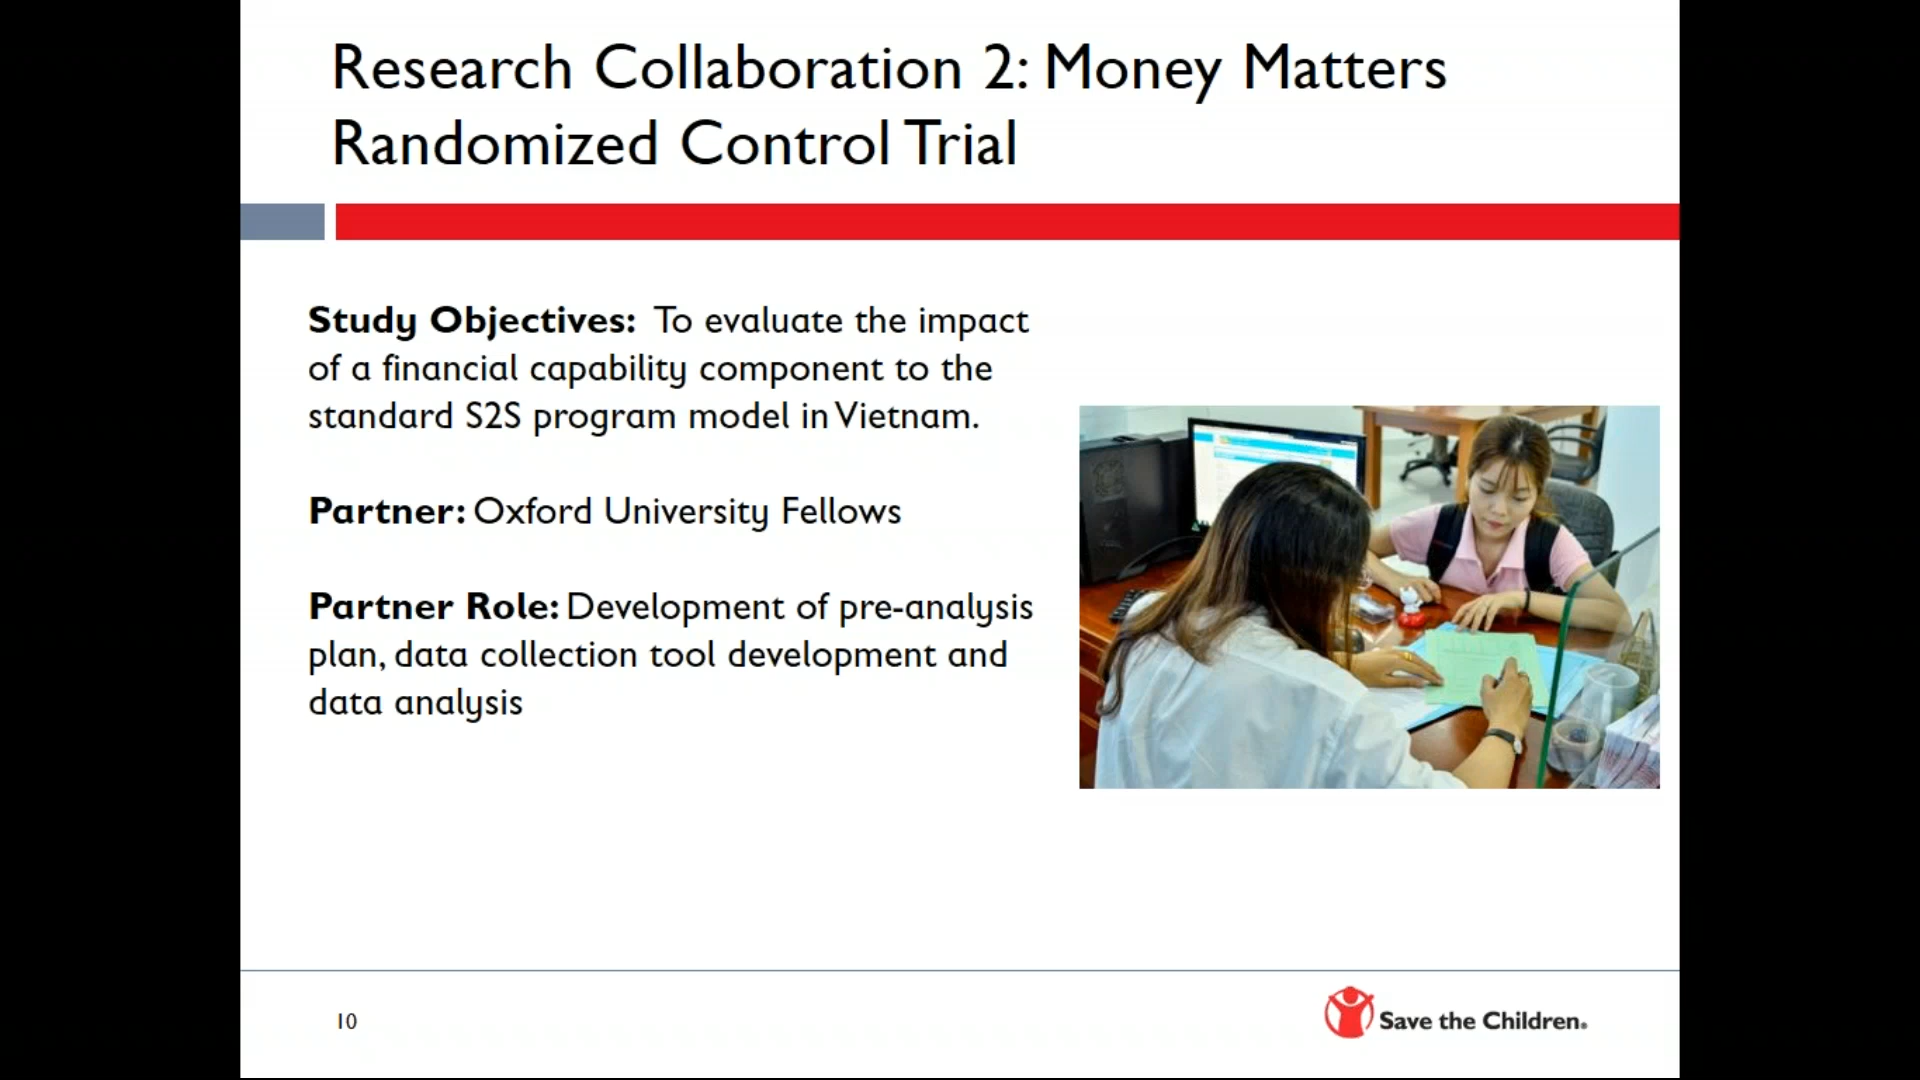 Research Collaboration 2: Money Matters
Randomized Control Trial
Study Objectives: To evaluate the impact
of a financial capability component to the
standard S2S program model in Vietnam.
Partner: Oxford University Fellows
Partner Role: Development of pre-analysis
plan, data collection tool development and
data analysis
10
Save the Children®